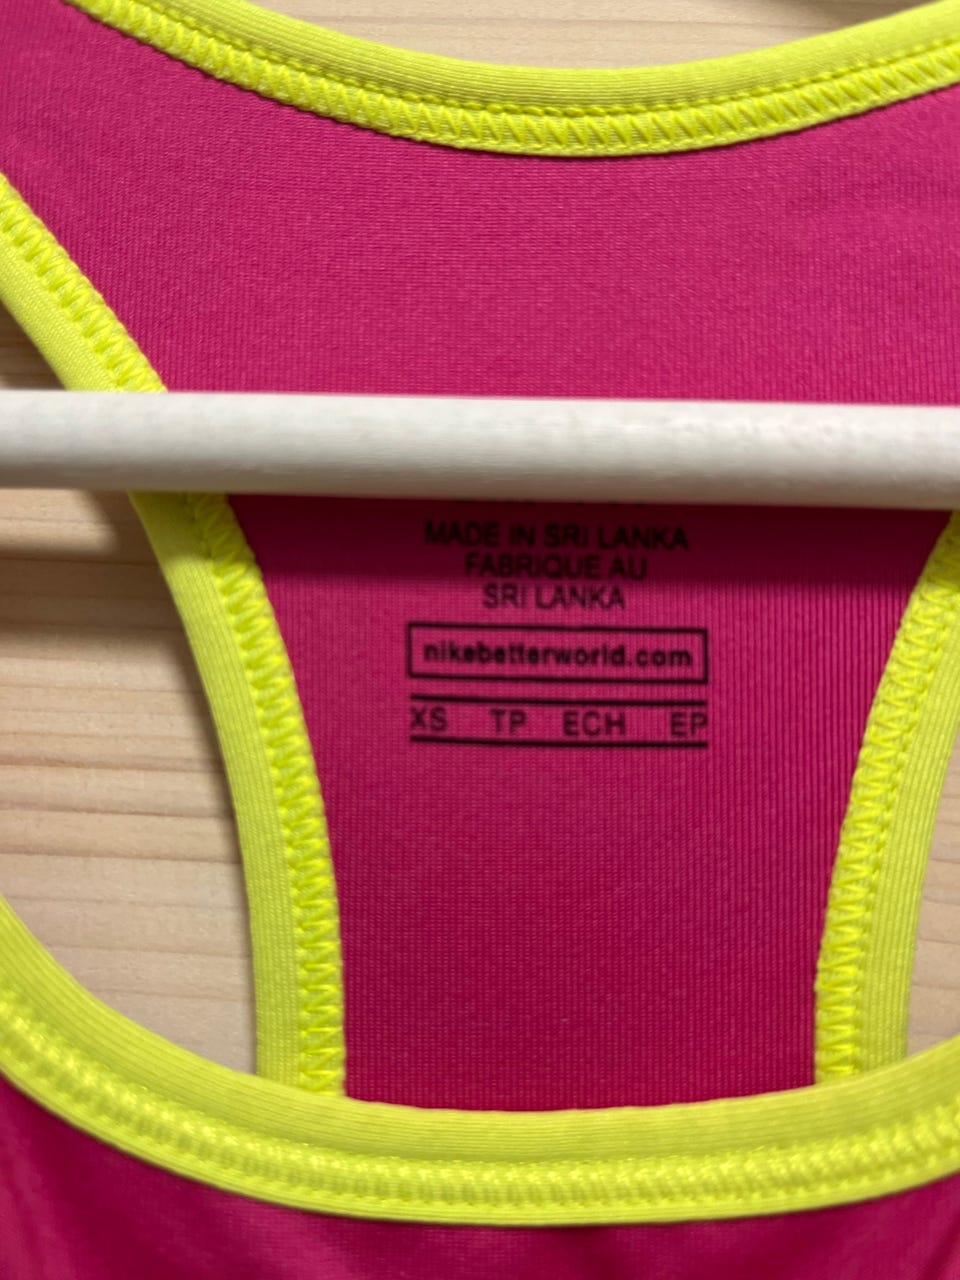 MADE IN SRI LANKA
FABRIQUE AU
SRI LANKA
nikebetterworld.com
XS TP ECH EP